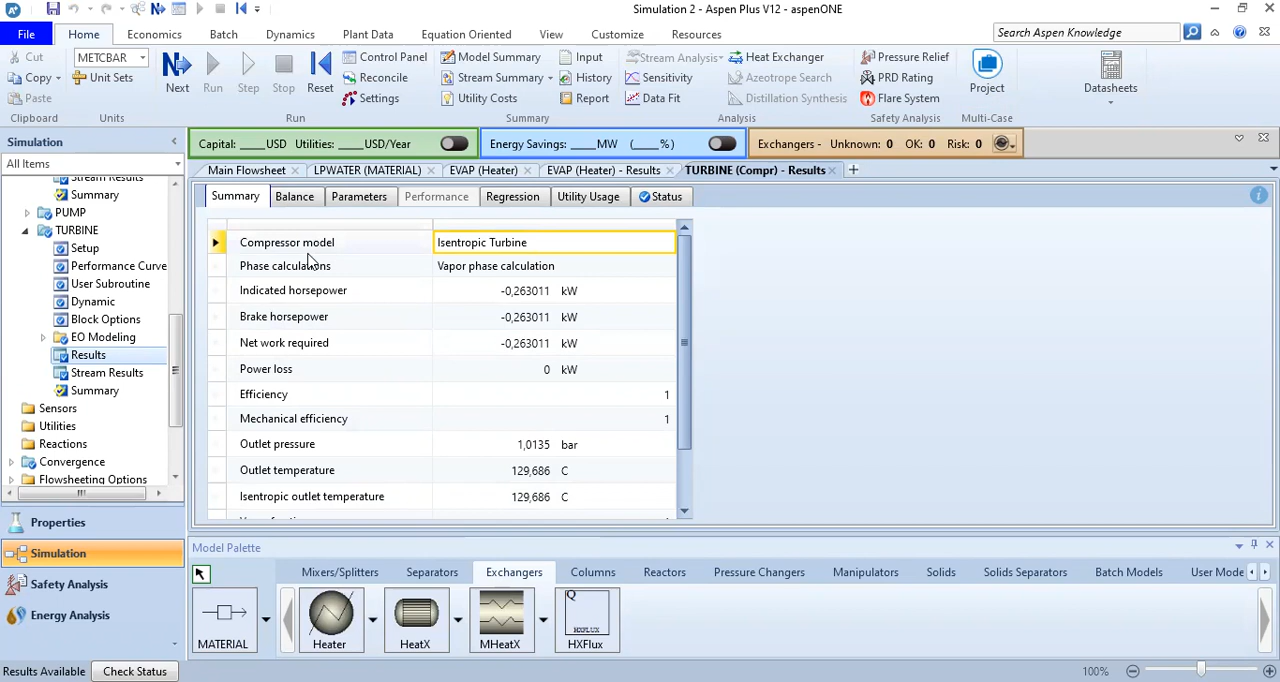 Simulation 2 - Aspen Plus V12 - aspenONE
File Home Economics Batch Dynamics Plant Data Equation Oriented View Customize Resources Search Aspen Knowledge
Cut METCBAR Next Run Step Stop Reset Control Panel Model Summary Input Stream Analysis Heat Exchanger Pressure Relief Project Datasheets
Copy Unit Sets Reconcile Stream Summary History Sensitivity Azeotrope Search PRD Rating
Paste Settings Utility Costs Report Data Fit Distillation Synthesis Flare System
Clipboard Units Run Summary Analysis Safety Analysis Multi-Case
Simulation Capital: ____USD Utilities: ____USD/Year Energy Savings: ____MW (____%) Exchangers - Unknown: 0 OK: 0 Risk: 0
All Items Main Flowsheet LPWATER (MATERIAL) EVAP (Heater) EVAP (Heater) - Results TURBINE (Compr) - Results
Stream Results
Summary
PUMP
TURBINE
Setup
Performance Curve
User Subroutine
Dynamic
Block Options
EO Modeling
Results
Stream Results
Summary
Sensors
Utilities
Reactions
Convergence
Flowsheeting Options
Properties
Simulation
Safety Analysis
Energy Analysis
Summary Balance Parameters Performance Regression Utility Usage Status
Compressor model Isentropic Turbine
Phase calculations Vapor phase calculation
Indicated horsepower -0,263011 kW
Brake horsepower -0,263011 kW
Net work required -0,263011 kW
Power loss 0 kW
Efficiency 1
Mechanical efficiency 1
Outlet pressure 1,0135 bar
Outlet temperature 129,686 C
Isentropic outlet temperature 129,686 C
Model Palette
Mixers/Splitters Separators Exchangers Columns Reactors Pressure Changers Manipulators Solids Solids Separators Batch Models User Mode
MATERIAL Heater HeatX MHeatX HXFlux
Q
HXFLUX
Results Available Check Status 100%